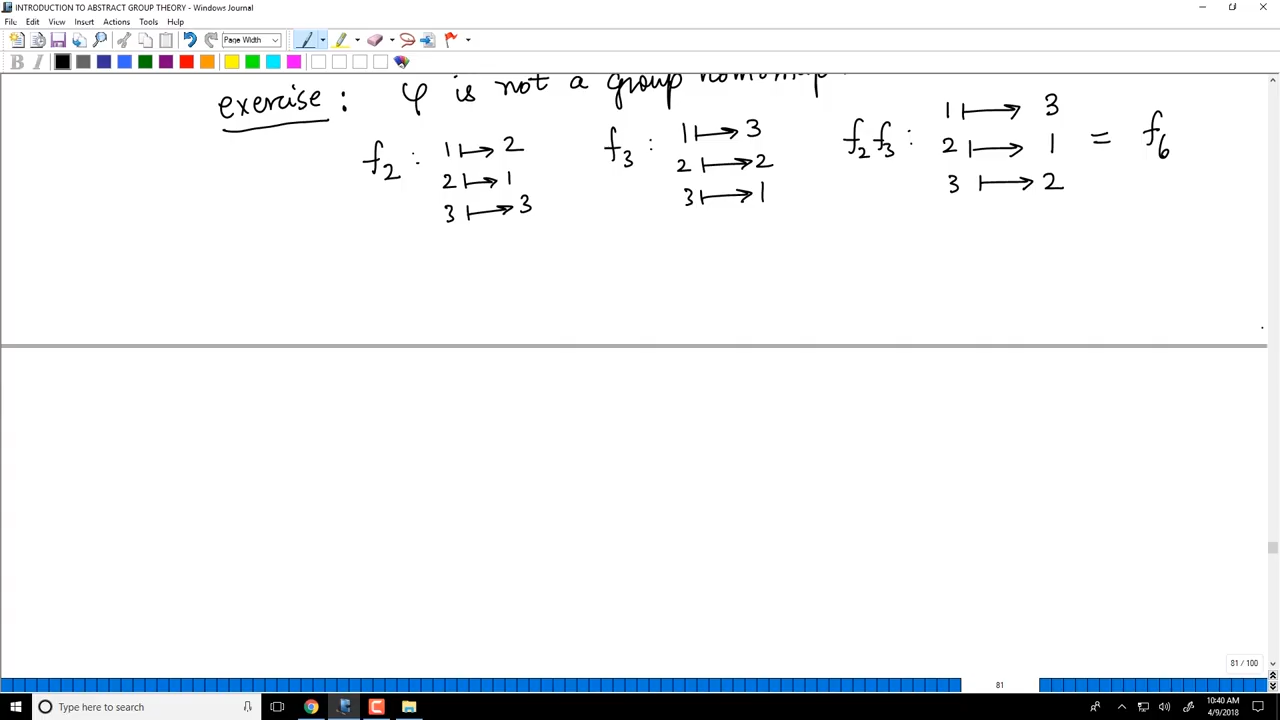 INTRODUCTION TO ABSTRACT GROUP THEORY - Windows Journal
File Edit View Insert Actions Tools Help
Page Width
B I
exercise : φ is not a group
f₂ : 1 ↦ 2
2 ↦ 1
3 ↦ 3
f₃ : 1 ↦ 3
2 ↦ 2
3 ↦ 1
f₂f₃ : 1 ↦ 3
2 ↦ 1 = f₆
3 ↦ 2
81 / 100
81
Type here to search
10:40 AM
4/9/2018